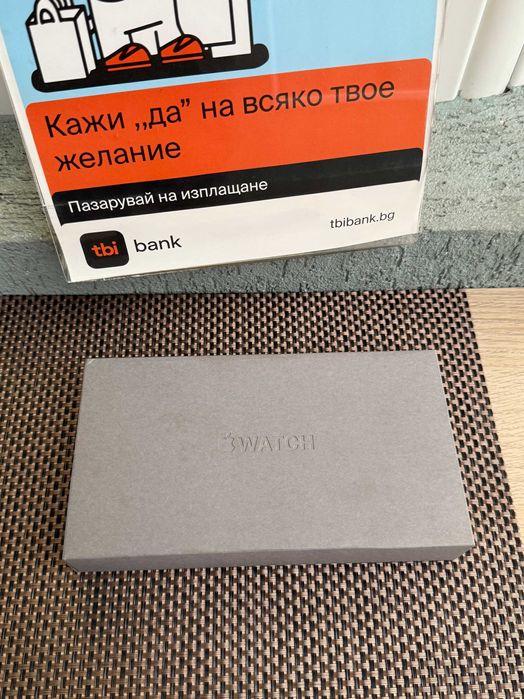 Кажи „да” на всяко твое
желание
Пазарувай на изплащане
tbi bank
tbibank.bg
WATCH